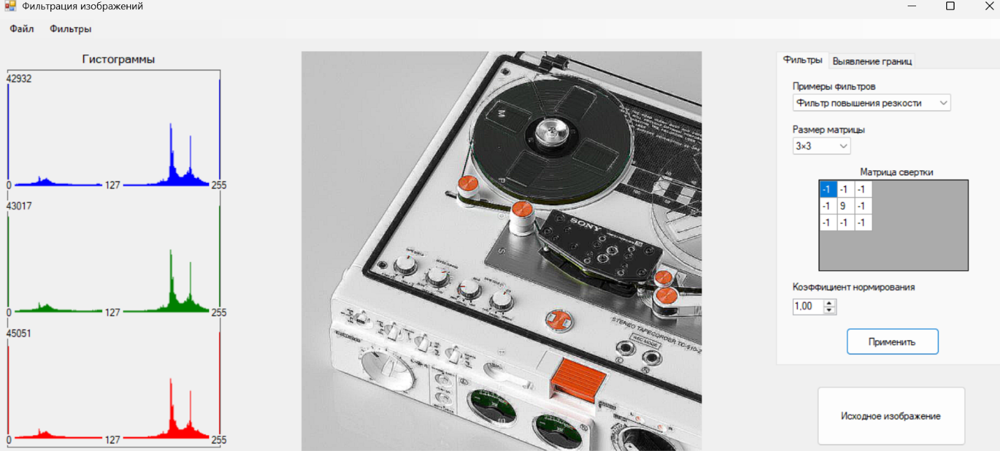 Фильтрация изображений
Файл Фильтры
Гистограммы
42932
0 127 255
43017
0 127 255
45051
0 127 255
M
P
SONY
S
STEREO TAPECORDER TC-510-2
REC MODE
L
R
Фильтры Выявление границ
Примеры фильтров
Фильтр повышения резкости
Размер матрицы
3×3
Матрица свертки
-1 -1 -1
-1 9 -1
-1 -1 -1
Коэффициент нормирования
1,00
Применить
Исходное изображение